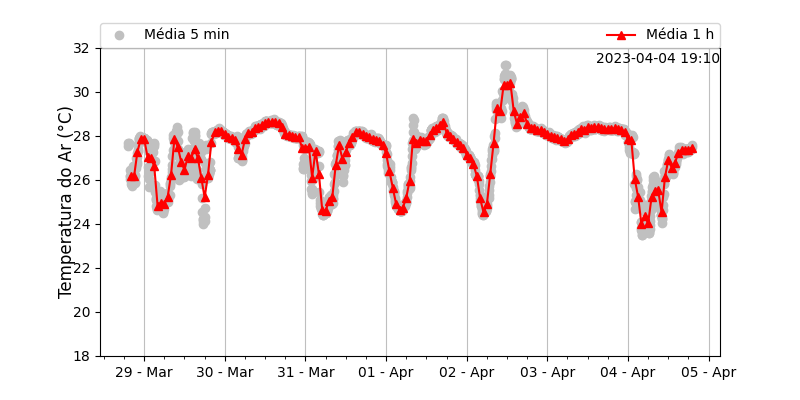 Média 5 min
Média 1 h
2023-04-04 19:10
Temperatura do Ar (°C)
32
30
28
26
24
22
20
18
29 - Mar
30 - Mar
31 - Mar
01 - Apr
02 - Apr
03 - Apr
04 - Apr
05 - Apr